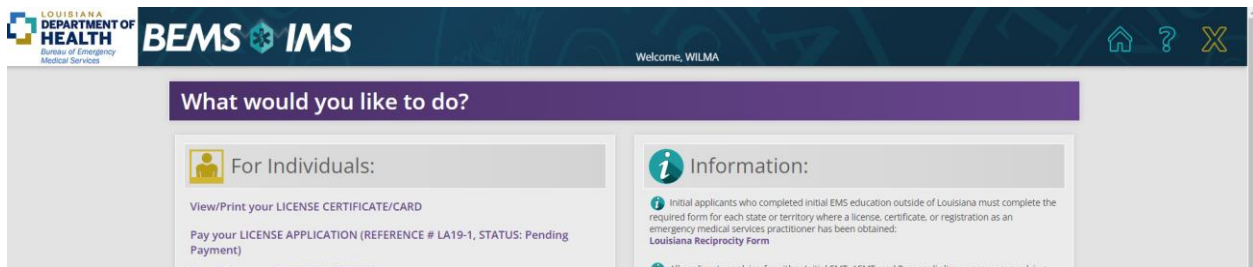 LOUISIANA
DEPARTMENT OF
HEALTH
Bureau of Emergency
Medical Services
BEMS IMS
Welcome, WILMA
?
X
What would you like to do?
For Individuals:
View/Print your LICENSE CERTIFICATE/CARD
Pay your LICENSE APPLICATION (REFERENCE # LA19-1, STATUS: Pending
Payment)
i Information:
i Initial applicants who completed initial EMS education outside of Louisiana must complete the
required form for each state or territory where a license, certificate, or registration as an
emergency medical services practitioner has been obtained:
Louisiana Reciprocity Form